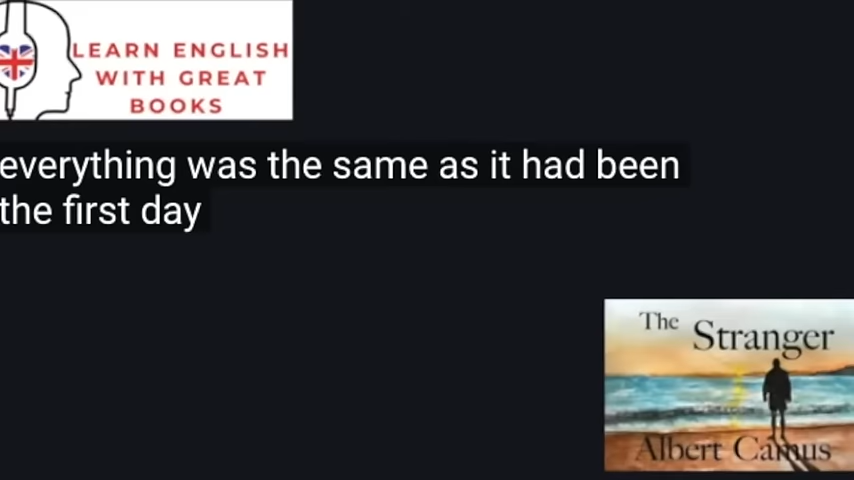 LEARN ENGLISH
WITH GREAT
BOOKS
everything was the same as it had been
the first day
The Stranger
Albert Camus